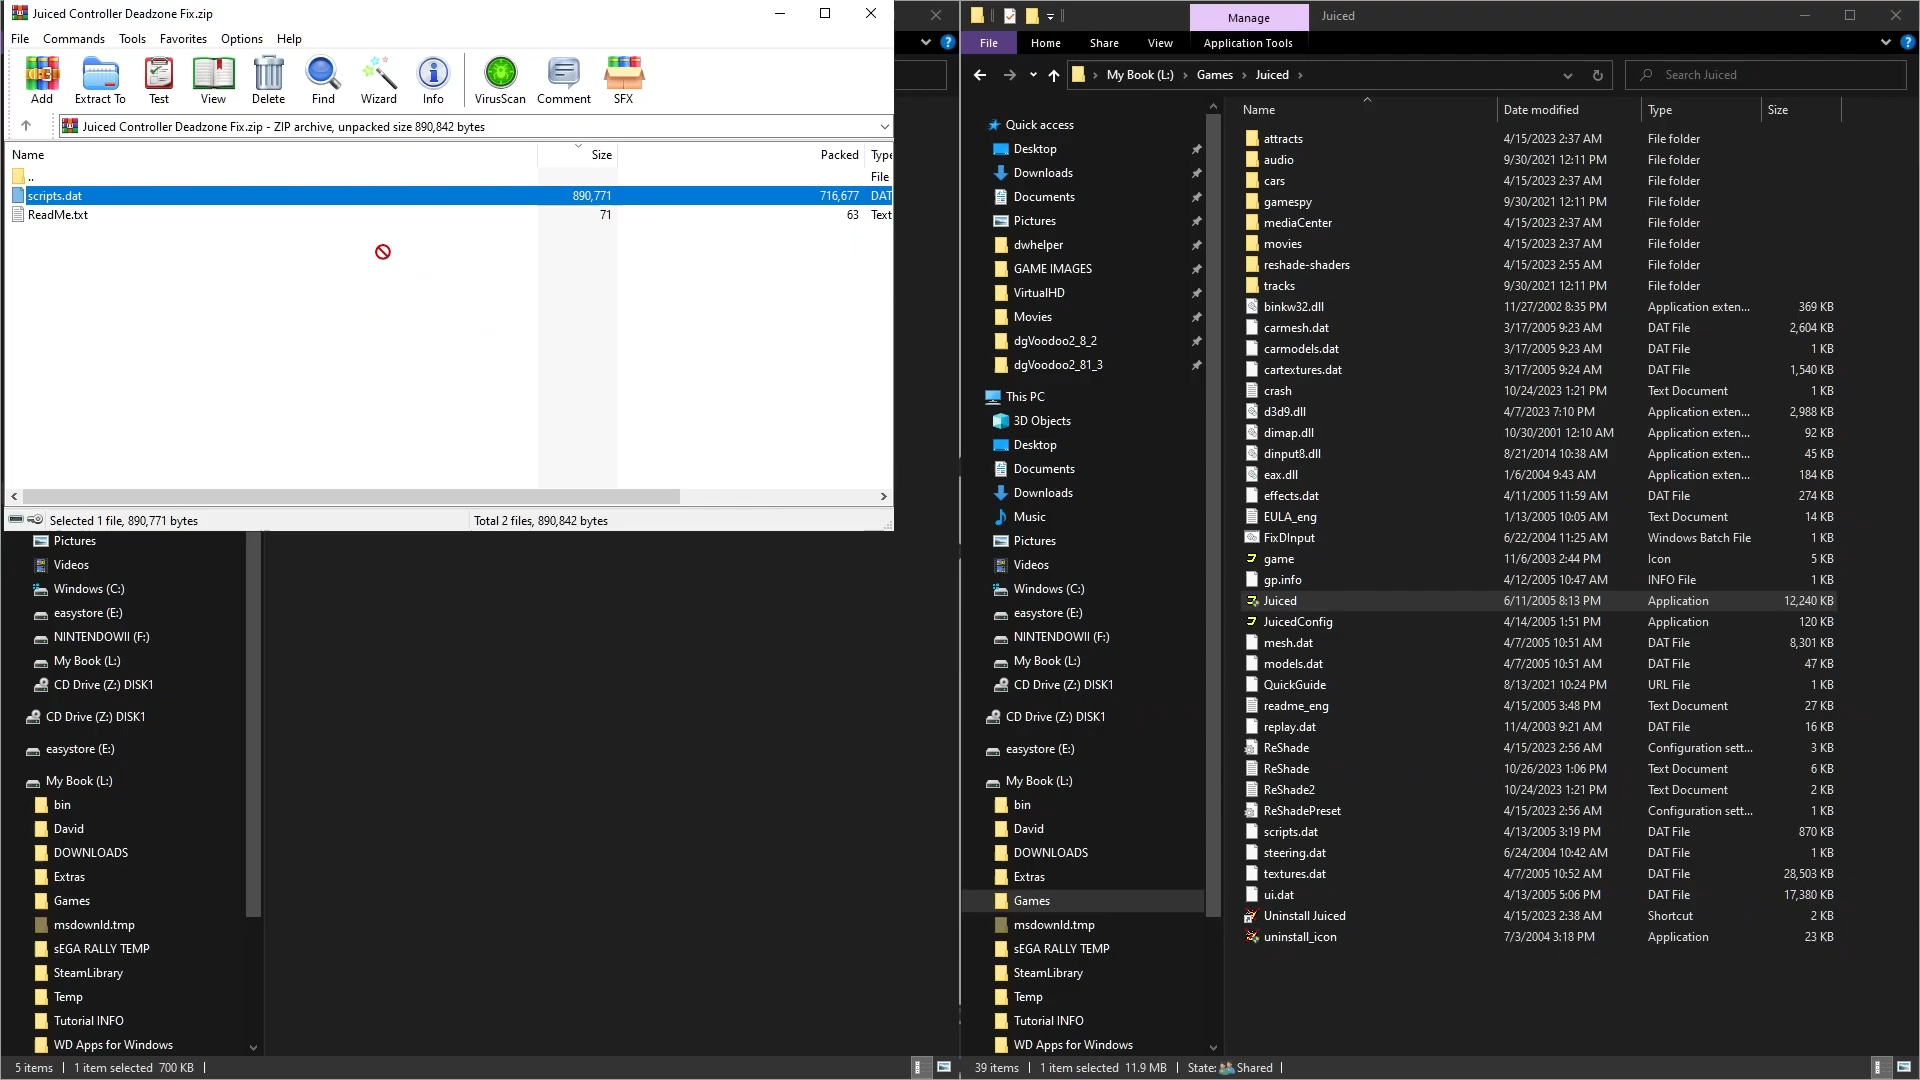 Juiced Controller Deadzone Fix.zip
File Commands Tools Favorites Options Help
Add Extract To Test View Delete Find Wizard Info VirusScan Comment SFX
Juiced Controller Deadzone Fix.zip - ZIP archive, unpacked size 890,842 bytes
Name Size Packed Type
.. File
scripts.dat 890,771 716,677 DAT
ReadMe.txt 71 63 Text
Selected 1 file, 890,771 bytes Total 2 files, 890,842 bytes
Pictures
Videos
Windows (C:)
easystore (E:)
NINTENDOWII (F:)
My Book (L:)
CD Drive (Z:) DISK1
CD Drive (Z:) DISK1
easystore (E:)
My Book (L:)
bin
David
DOWNLOADS
Extras
Games
msdownld.tmp
sEGA RALLY TEMP
SteamLibrary
Temp
Tutorial INFO
WD Apps for Windows
5 items 1 item selected 700 KB
Manage Juiced
File Home Share View Application Tools
My Book (L:) Games Juiced Search Juiced
Quick access
Desktop
Downloads
Documents
Pictures
dwhelper
GAME IMAGES
VirtualHD
Movies
dgVoodoo2_8_2
dgVoodoo2_81_3
This PC
3D Objects
Desktop
Documents
Downloads
Music
Pictures
Videos
Windows (C:)
easystore (E:)
NINTENDOWII (F:)
My Book (L:)
CD Drive (Z:) DISK1
CD Drive (Z:) DISK1
easystore (E:)
My Book (L:)
bin
David
DOWNLOADS
Extras
Games
msdownld.tmp
sEGA RALLY TEMP
SteamLibrary
Temp
Tutorial INFO
WD Apps for Windows
Name Date modified Type Size
attracts 4/15/2023 2:37 AM File folder
audio 9/30/2021 12:11 PM File folder
cars 4/15/2023 2:37 AM File folder
gamespy 9/30/2021 12:11 PM File folder
mediaCenter 4/15/2023 2:37 AM File folder
movies 4/15/2023 2:37 AM File folder
reshade-shaders 4/15/2023 2:55 AM File folder
tracks 9/30/2021 12:11 PM File folder
binkw32.dll 11/27/2002 8:35 PM Application exten... 369 KB
carmesh.dat 3/17/2005 9:23 AM DAT File 2,604 KB
carmodels.dat 3/17/2005 9:23 AM DAT File 1 KB
cartextures.dat 3/17/2005 9:24 AM DAT File 1,540 KB
crash 10/24/2023 1:21 PM Text Document 1 KB
d3d9.dll 4/7/2023 7:10 PM Application exten... 2,988 KB
dimap.dll 10/30/2001 12:10 AM Application exten... 92 KB
dinput8.dll 8/21/2014 10:38 AM Application exten... 45 KB
eax.dll 1/6/2004 9:43 AM Application exten... 184 KB
effects.dat 4/11/2005 11:59 AM DAT File 274 KB
EULA_eng 1/13/2005 10:05 AM Text Document 14 KB
FixDInput 6/22/2004 11:25 AM Windows Batch File 1 KB
game 11/6/2003 2:44 PM Icon 5 KB
gp.info 4/12/2005 10:47 AM INFO File 1 KB
Juiced 6/11/2005 8:13 PM Application 12,240 KB
JuicedConfig 4/14/2005 1:51 PM Application 120 KB
mesh.dat 4/7/2005 10:51 AM DAT File 8,301 KB
models.dat 4/7/2005 10:51 AM DAT File 47 KB
QuickGuide 8/13/2021 10:24 PM URL File 1 KB
readme_eng 4/15/2005 3:48 PM Text Document 27 KB
replay.dat 11/4/2003 9:21 AM DAT File 16 KB
ReShade 4/15/2023 2:56 AM Configuration sett... 3 KB
ReShade 10/26/2023 1:06 PM Text Document 6 KB
ReShade2 10/24/2023 1:21 PM Text Document 2 KB
ReShadePreset 4/15/2023 2:56 AM Configuration sett... 1 KB
scripts.dat 4/13/2005 3:19 PM DAT File 870 KB
steering.dat 6/24/2004 10:42 AM DAT File 1 KB
textures.dat 4/7/2005 10:52 AM DAT File 28,503 KB
ui.dat 4/13/2005 5:06 PM DAT File 17,380 KB
Uninstall Juiced 4/15/2023 2:38 AM Shortcut 2 KB
uninstall_icon 7/3/2004 3:18 PM Application 23 KB
39 items 1 item selected 11.9 MB State: Shared